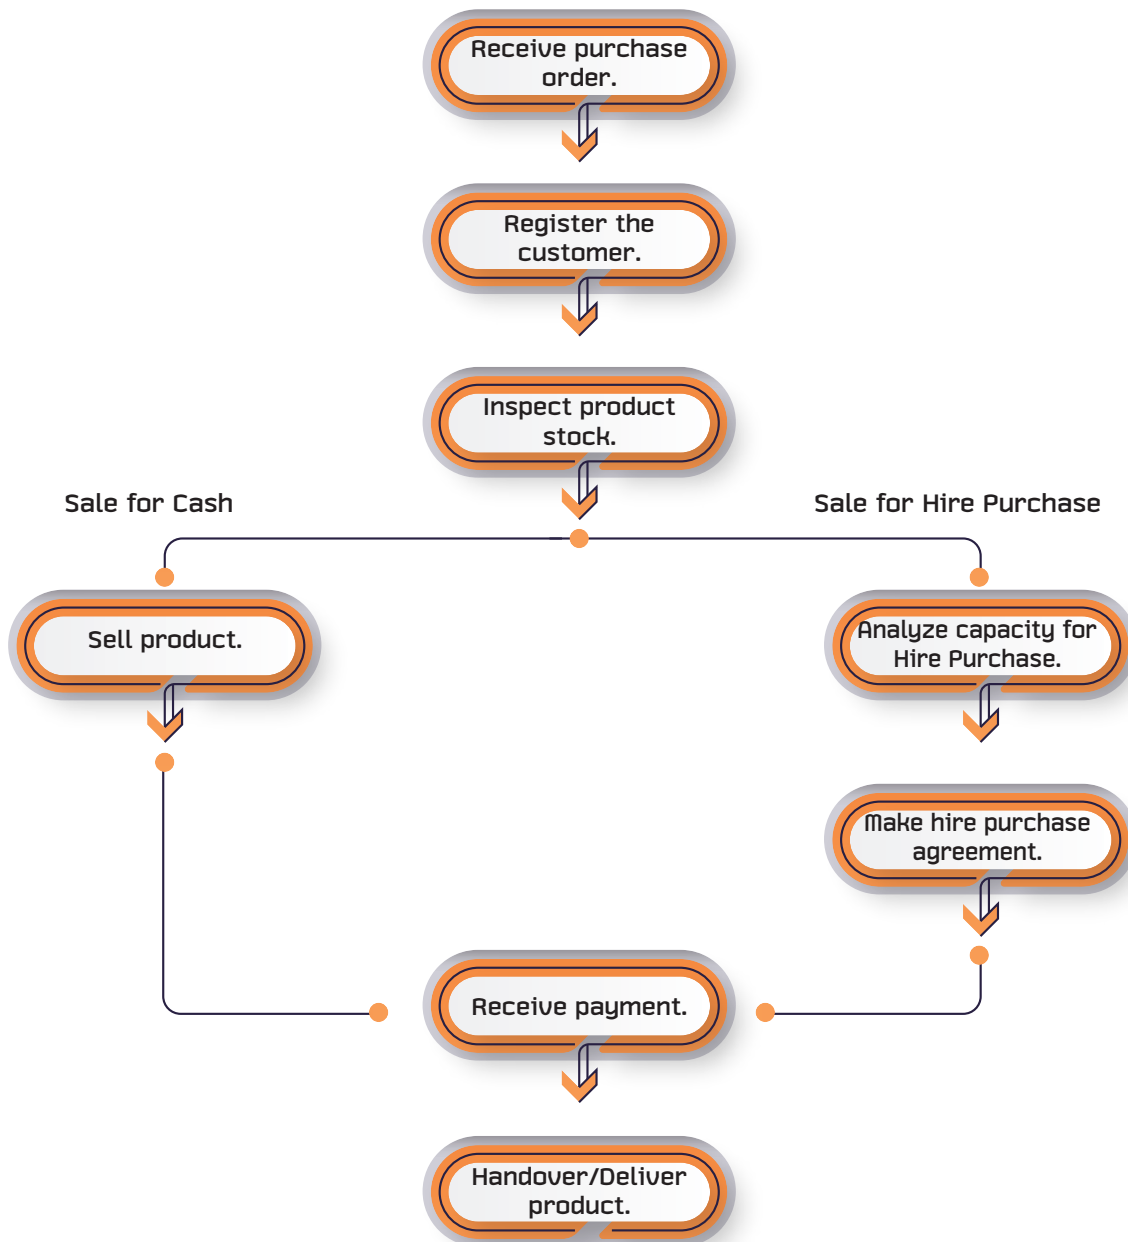 Receive purchase
order.
Register the
customer.
Inspect product
stock.
Sale for Cash
Sale for Hire Purchase
Sell product.
Analyze capacity for
Hire Purchase.
Make hire purchase
agreement.
Receive payment.
Handover/Deliver
product.